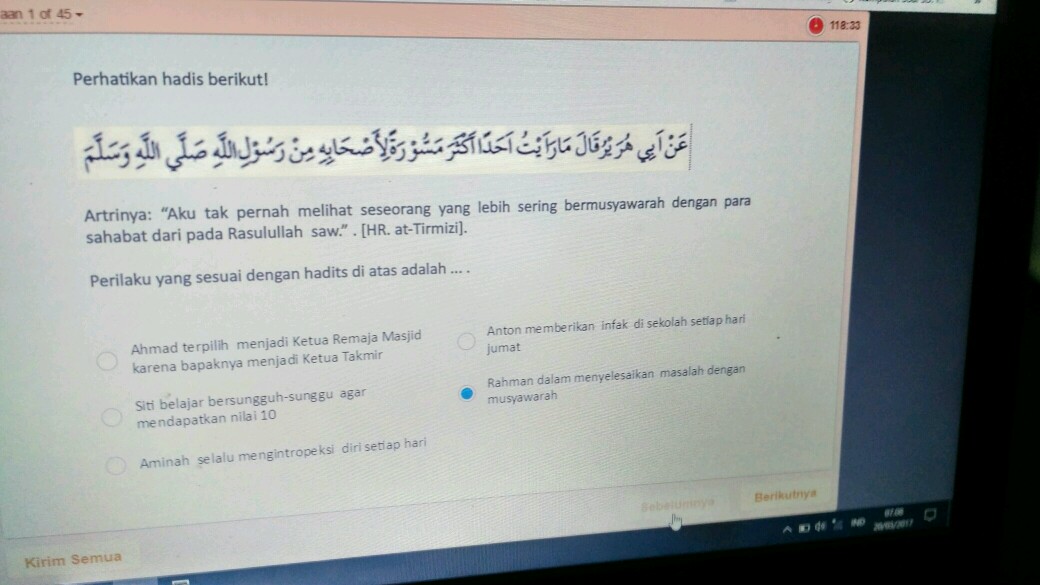 aan 1 of 45
118:33
Perhatikan hadis berikut!
عَنْ اَبِي هُرَيْرَقَالَ مَارَاَيْتُ اَحَدًا اَكْثَرَ مَشُوْرَةً لِأَصْحَابِهِ مِنْ رَسُوْلِ اللَّهِ صَلَّي اللَّهِ وَسَلَّمَ
Artrinya: “Aku tak pernah melihat seseorang yang lebih sering bermusyawarah dengan para
sahabat dari pada Rasulullah saw.” . [HR. at-Tirmizi].
Perilaku yang sesuai dengan hadits di atas adalah ... .
Ahmad terpilih menjadi Ketua Remaja Masjid
karena bapaknya menjadi Ketua Takmir
Siti belajar bersungguh-sunggu agar
mendapatkan nilai 10
Aminah selalu mengintropeksi diri setiap hari
Anton memberikan infak di sekolah setiap hari
jumat
Rahman dalam menyelesaikan masalah dengan
musyawarah
Sebelumnya
Berikutnya
Kirim Semua
IND
07.06
20/03/2017